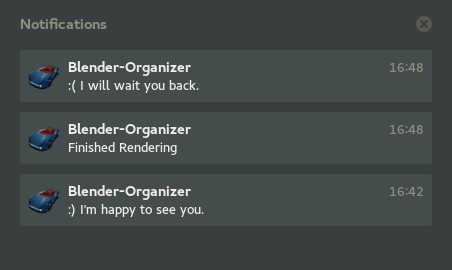 Notifications
Blender-Organizer 16:48
:( I will wait you back.
Blender-Organizer 16:48
Finished Rendering
Blender-Organizer 16:42
:) I'm happy to see you.